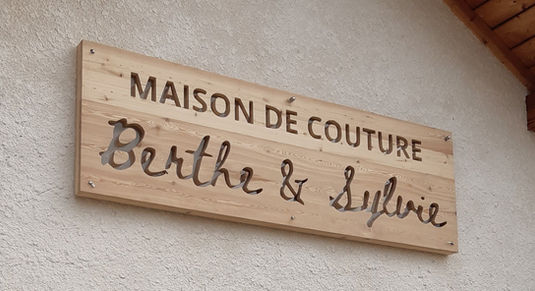 MAISON DE COUTURE
Berthe & Sylvie